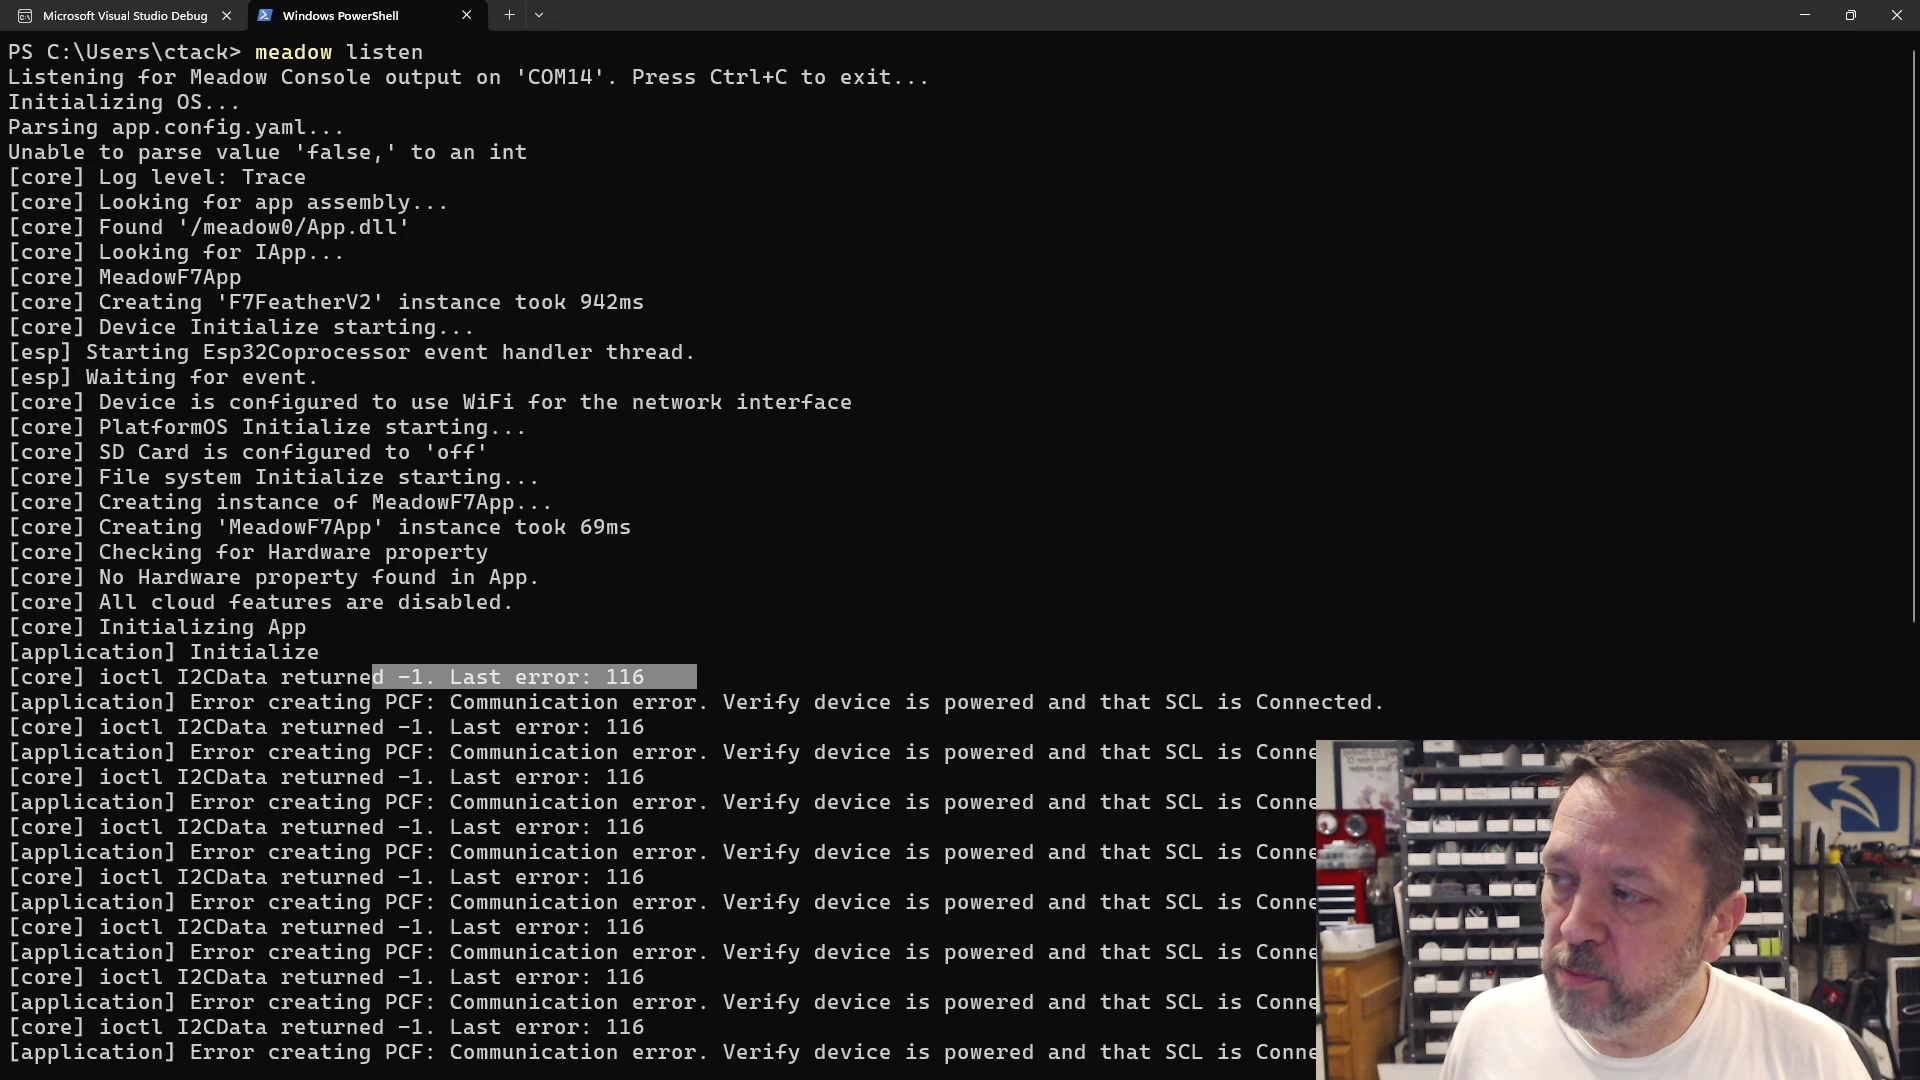 Microsoft Visual Studio Debug
Windows PowerShell
PS C:\Users\ctack> meadow listen
Listening for Meadow Console output on 'COM14'. Press Ctrl+C to exit...
Initializing OS...
Parsing app.config.yaml...
Unable to parse value 'false,' to an int
[core] Log level: Trace
[core] Looking for app assembly...
[core] Found '/meadow0/App.dll'
[core] Looking for IApp...
[core] MeadowF7App
[core] Creating 'F7FeatherV2' instance took 942ms
[core] Device Initialize starting...
[esp] Starting Esp32Coprocessor event handler thread.
[esp] Waiting for event.
[core] Device is configured to use WiFi for the network interface
[core] PlatformOS Initialize starting...
[core] SD Card is configured to 'off'
[core] File system Initialize starting...
[core] Creating instance of MeadowF7App...
[core] Creating 'MeadowF7App' instance took 69ms
[core] Checking for Hardware property
[core] No Hardware property found in App.
[core] All cloud features are disabled.
[core] Initializing App
[application] Initialize
[core] ioctl I2CData returned -1. Last error: 116
[application] Error creating PCF: Communication error. Verify device is powered and that SCL is Connected.
[core] ioctl I2CData returned -1. Last error: 116
[application] Error creating PCF: Communication error. Verify device is powered and that SCL is Conne
[core] ioctl I2CData returned -1. Last error: 116
[application] Error creating PCF: Communication error. Verify device is powered and that SCL is Conne
[core] ioctl I2CData returned -1. Last error: 116
[application] Error creating PCF: Communication error. Verify device is powered and that SCL is Conne
[core] ioctl I2CData returned -1. Last error: 116
[application] Error creating PCF: Communication error. Verify device is powered and that SCL is Conne
[core] ioctl I2CData returned -1. Last error: 116
[application] Error creating PCF: Communication error. Verify device is powered and that SCL is Conne
[core] ioctl I2CData returned -1. Last error: 116
[application] Error creating PCF: Communication error. Verify device is powered and that SCL is Conne
[core] ioctl I2CData returned -1. Last error: 116
[application] Error creating PCF: Communication error. Verify device is powered and that SCL is Conne